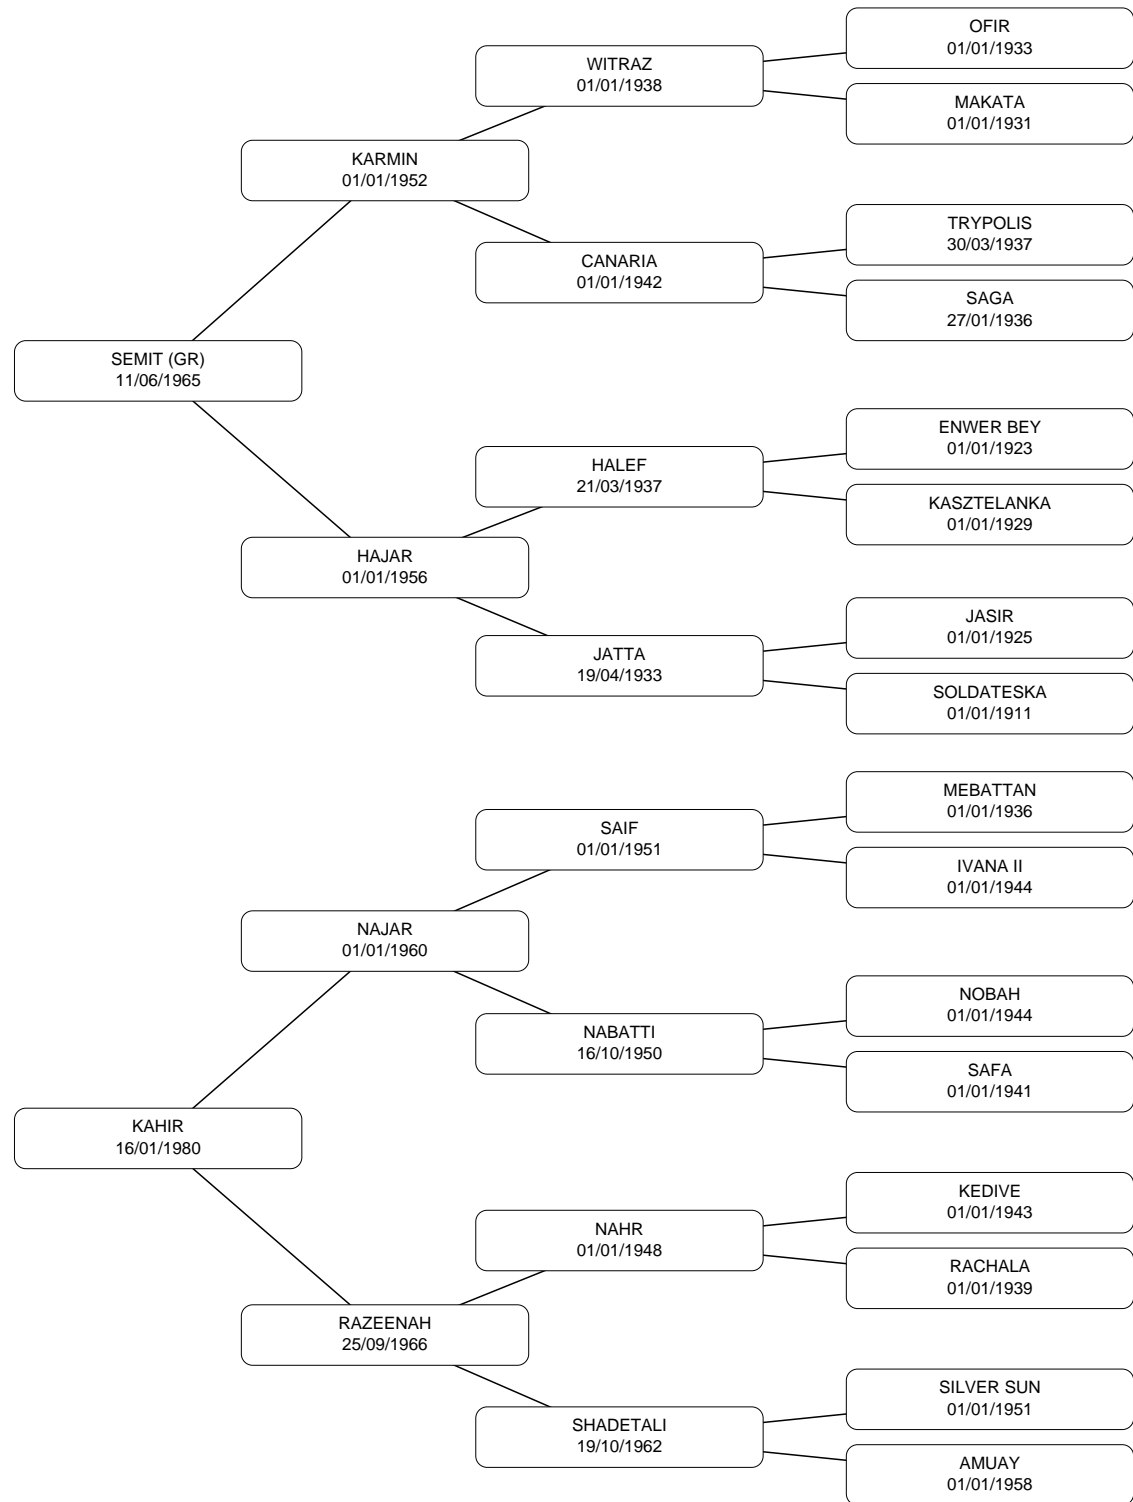 OFIR
01/01/1933
WITRAZ
01/01/1938
MAKATA
01/01/1931
KARMIN
01/01/1952
TRYPOLIS
30/03/1937
CANARIA
01/01/1942
SAGA
27/01/1936
SEMIT (GR)
11/06/1965
ENWER BEY
01/01/1923
HALEF
21/03/1937
KASZTELANKA
01/01/1929
HAJAR
01/01/1956
JASIR
01/01/1925
JATTA
19/04/1933
SOLDATESKA
01/01/1911
MEBATTAN
01/01/1936
SAIF
01/01/1951
IVANA II
01/01/1944
NAJAR
01/01/1960
NOBAH
01/01/1944
NABATTI
16/10/1950
SAFA
01/01/1941
KAHIR
16/01/1980
KEDIVE
01/01/1943
NAHR
01/01/1948
RACHALA
01/01/1939
RAZEENAH
25/09/1966
SILVER SUN
01/01/1951
SHADETALI
19/10/1962
AMUAY
01/01/1958